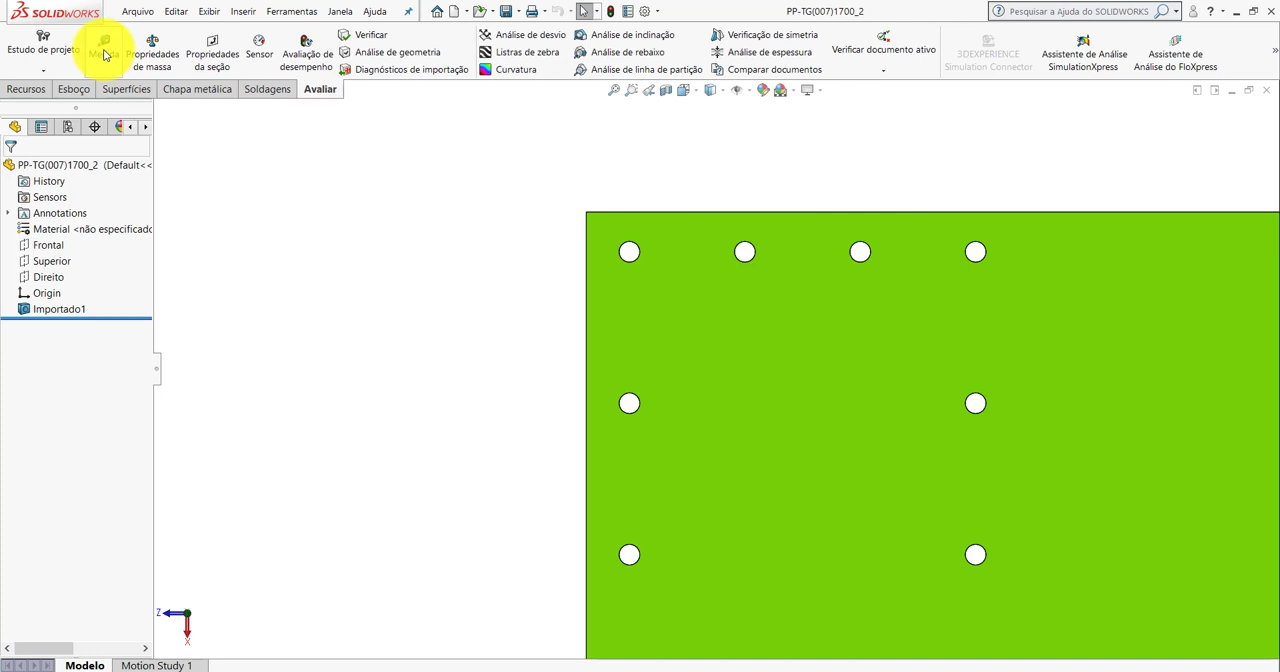 SOLIDWORKS Arquivo Editar Exibir Inserir Ferramentas Janela Ajuda PP-TG(007)1700_2 Pesquisar a Ajuda do SOLIDWORKS ?
Estudo de projeto
Medida
Propriedades de massa
Propriedades da seção
Sensor
Avaliação de desempenho
Verificar
Análise de geometria
Diagnósticos de importação
Análise de desvio
Listras de zebra
Curvatura
Análise de inclinação
Análise de rebaixo
Análise de linha de partição
Verificação de simetria
Análise de espessura
Comparar documentos
Verificar documento ativo
3DEXPERIENCE
Simulation Connector
Assistente de Análise
SimulationXpress
Assistente de
Análise do FloXpress
Recursos Esboço Superfícies Chapa metálica Soldagens Avaliar
PP-TG(007)1700_2 (Default<<
History
Sensors
Annotations
Material <não especificado
Frontal
Superior
Direito
Origin
Importado1
Z
X
Modelo Motion Study 1